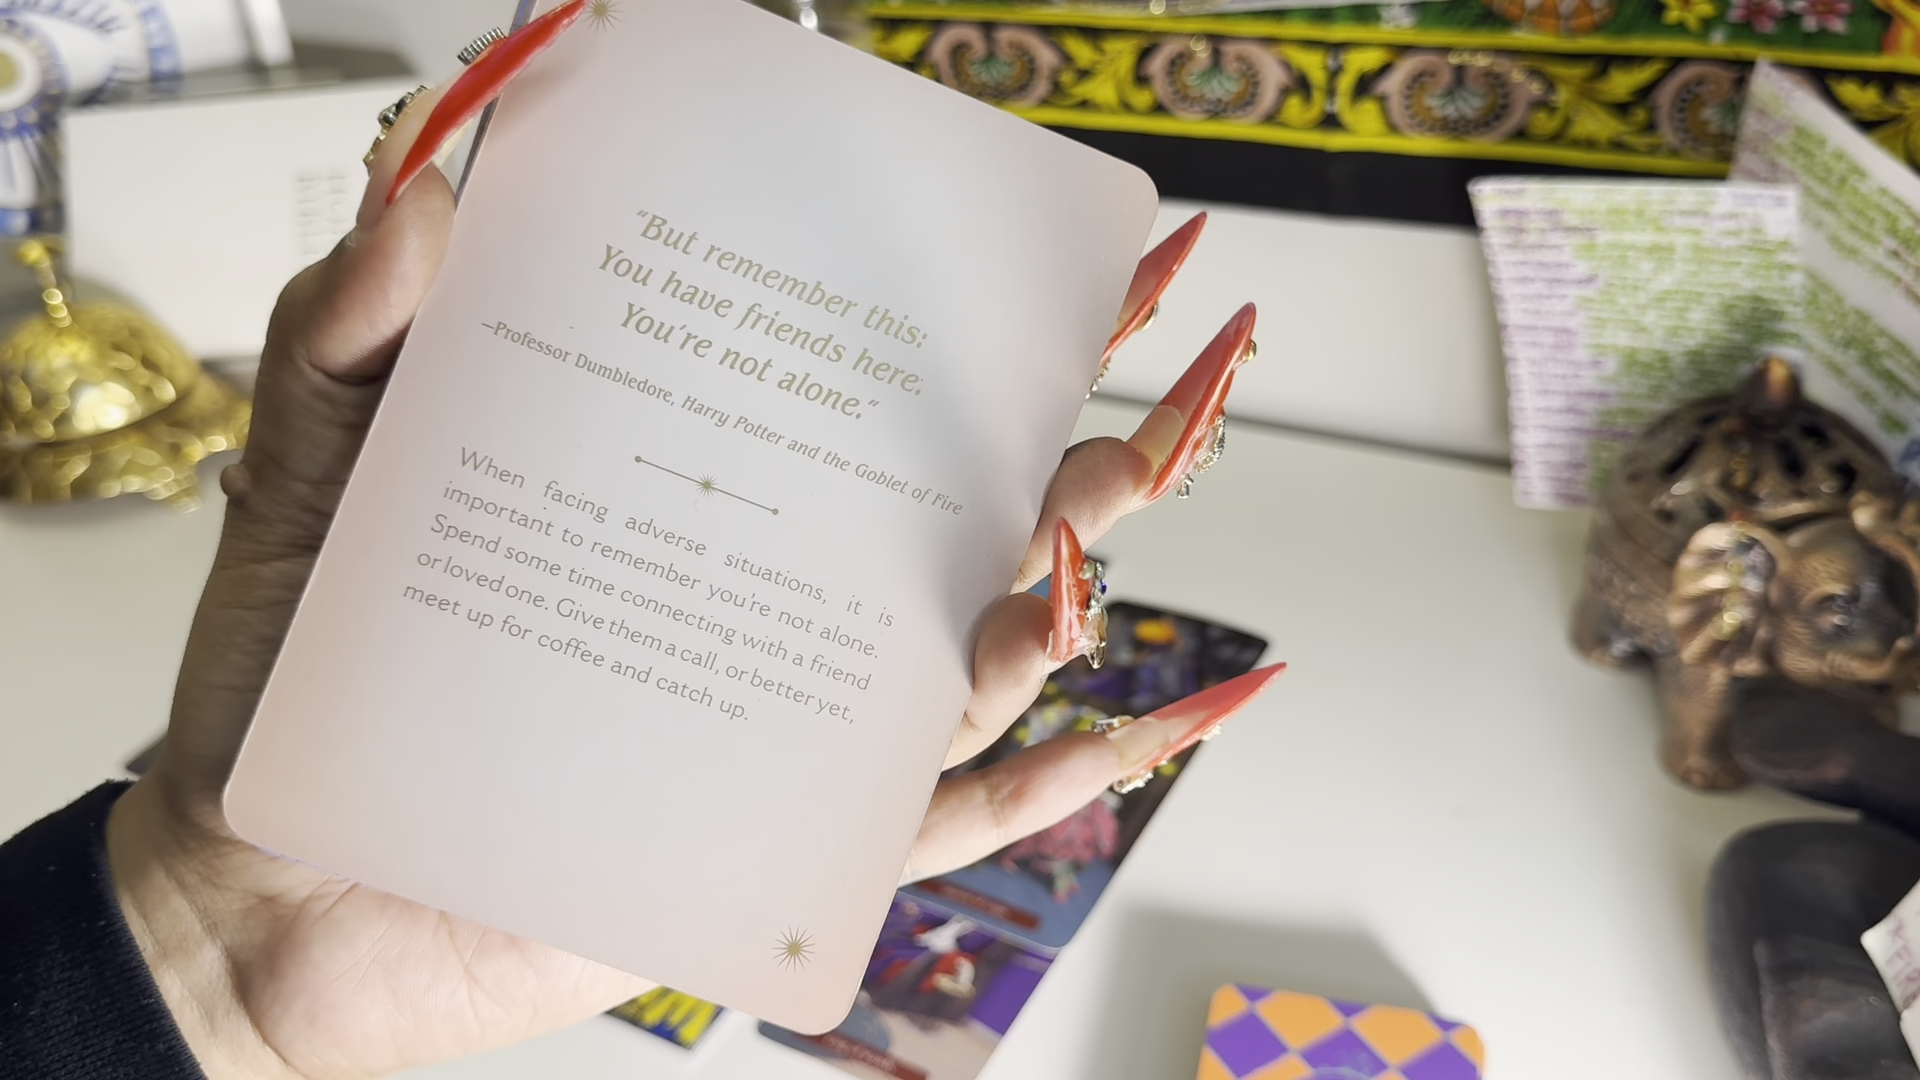 "But remember this:
You have friends here.
You're not alone."
—Professor Dumbledore, Harry Potter and the Goblet of Fire
When facing adverse situations, it is
important to remember you're not alone.
Spend some time connecting with a friend
or loved one. Give them a call, or better yet,
meet up for coffee and catch up.